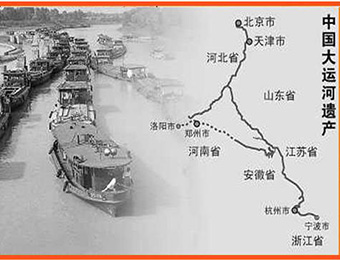 中国大运河遗产
北京市
天津市
河北省
山东省
洛阳市
郑州市
河南省
江苏省
安徽省
杭州市
宁波市
浙江省